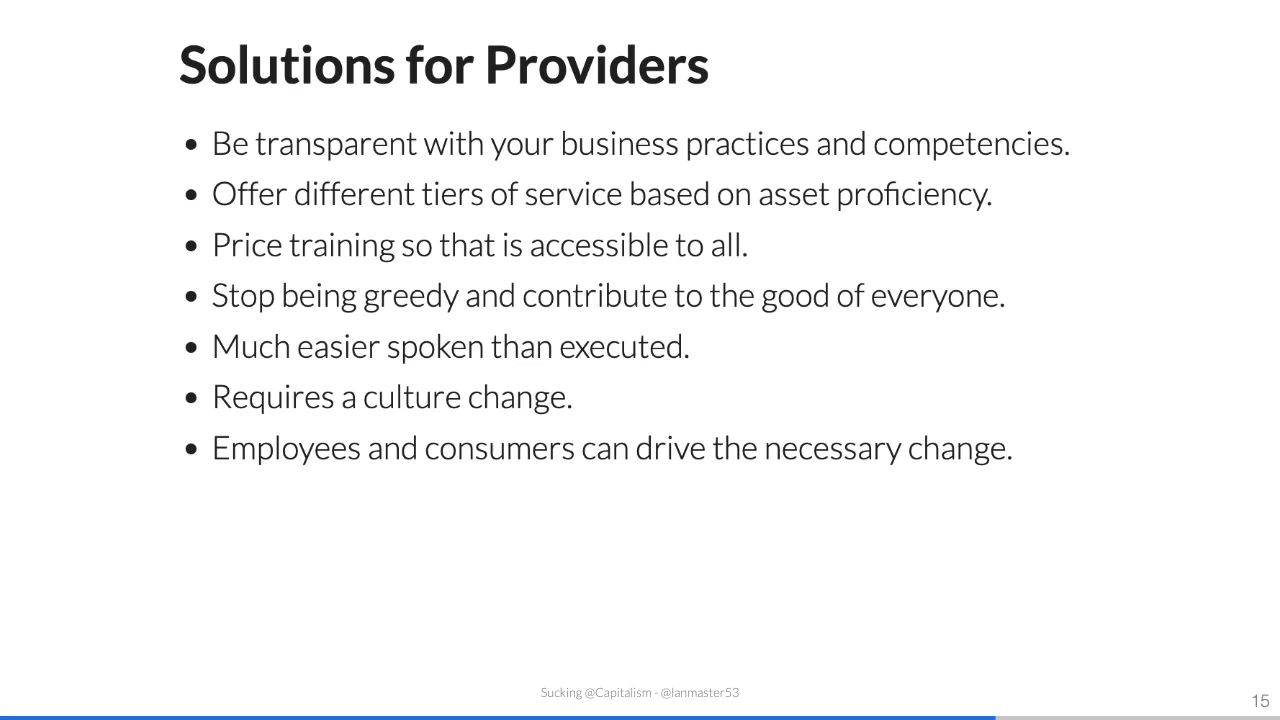 Solutions for Providers
• Be transparent with your business practices and competencies.
• Offer different tiers of service based on asset proficiency.
• Price training so that is accessible to all.
• Stop being greedy and contribute to the good of everyone.
• Much easier spoken than executed.
• Requires a culture change.
• Employees and consumers can drive the necessary change.
Sucking @Capitalism - @lanmaster53
15